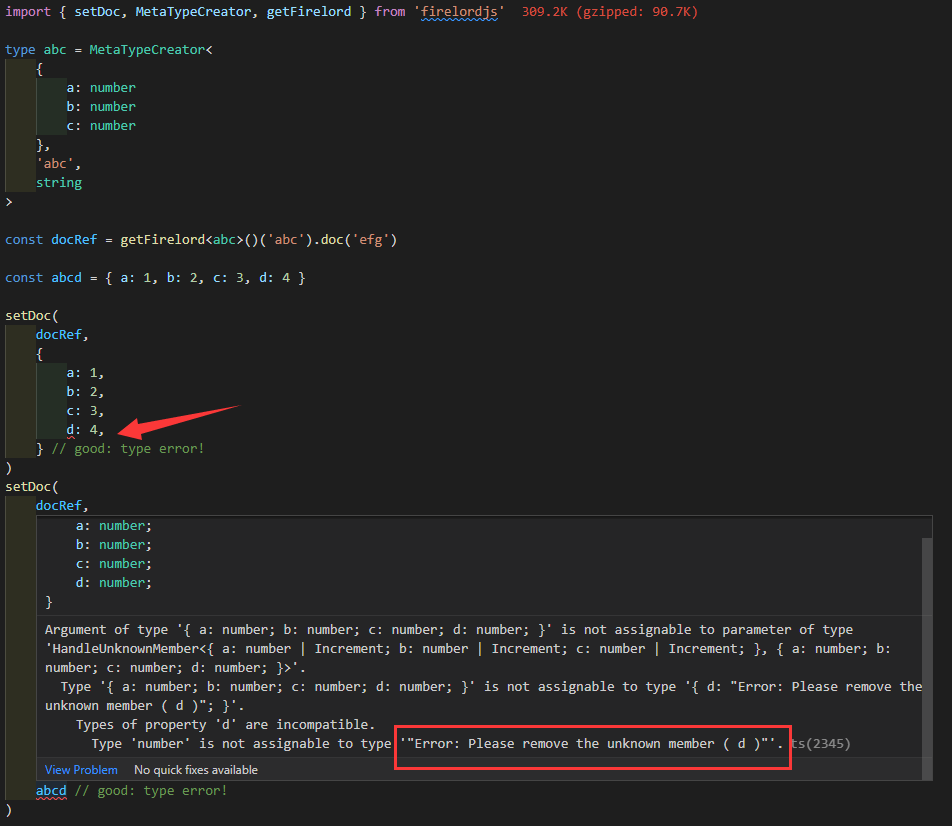 import { setDoc, MetaTypeCreator, getFirelord } from 'firelordjs'  309.2K (gzipped: 90.7K)
type abc = MetaTypeCreator<
{
a: number
b: number
c: number
},
'abc',
string
>
const docRef = getFirelord<abc>()('abc').doc('efg')
const abcd = { a: 1, b: 2, c: 3, d: 4 }
setDoc(
docRef,
{
a: 1,
b: 2,
c: 3,
d: 4,
} // good: type error!
)
setDoc(
docRef,
a: number;
b: number;
c: number;
d: number;
}
Argument of type '{ a: number; b: number; c: number; d: number; }' is not assignable to parameter of type
'HandleUnknownMember<{ a: number | Increment; b: number | Increment; c: number | Increment; }, { a: number; b:
number; c: number; d: number; }>'.
Type '{ a: number; b: number; c: number; d: number; }' is not assignable to type '{ d: "Error: Please remove the
unknown member ( d )"; }'.
Types of property 'd' are incompatible.
Type 'number' is not assignable to type '"Error: Please remove the unknown member ( d )"'. ts(2345)
View Problem  No quick fixes available
abcd // good: type error!
)